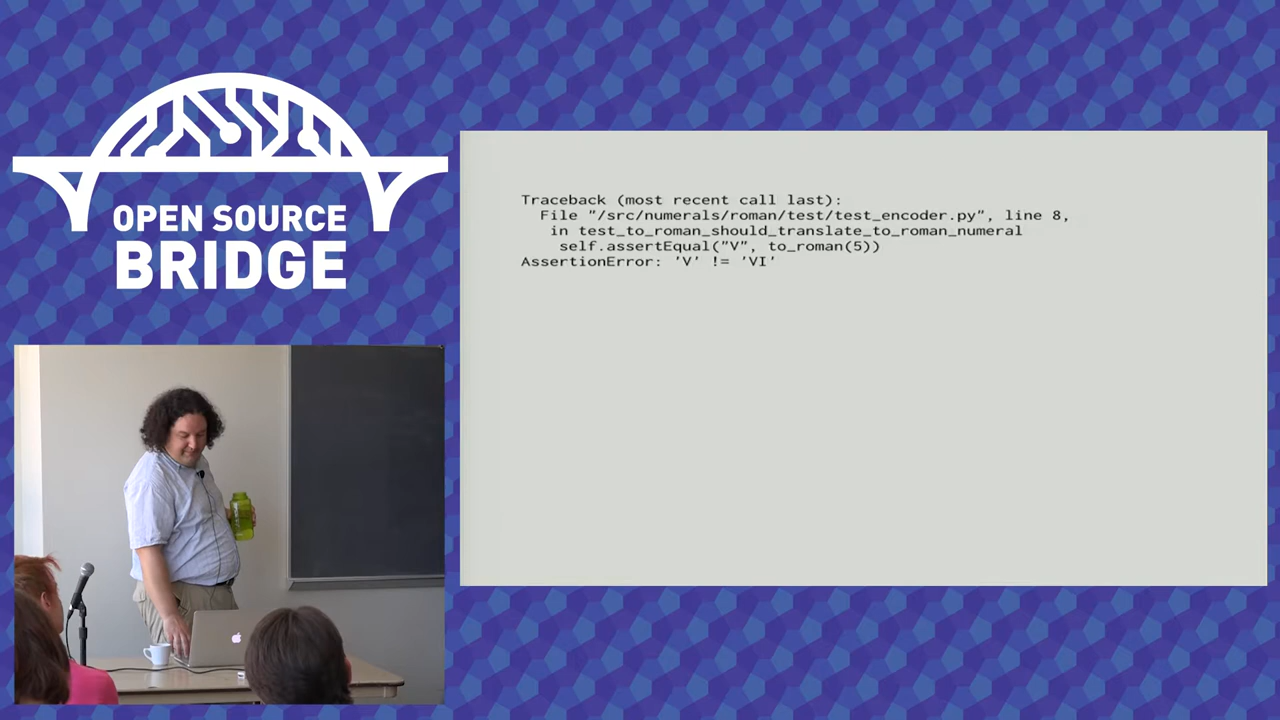 OPEN SOURCE
BRIDGE
Traceback (most recent call last):
File "/src/numerals/roman/test/test_encoder.py", line 8,
in test_to_roman_should_translate_to_roman_numeral
self.assertEqual("V", to_roman(5))
AssertionError: 'V' != 'VI'